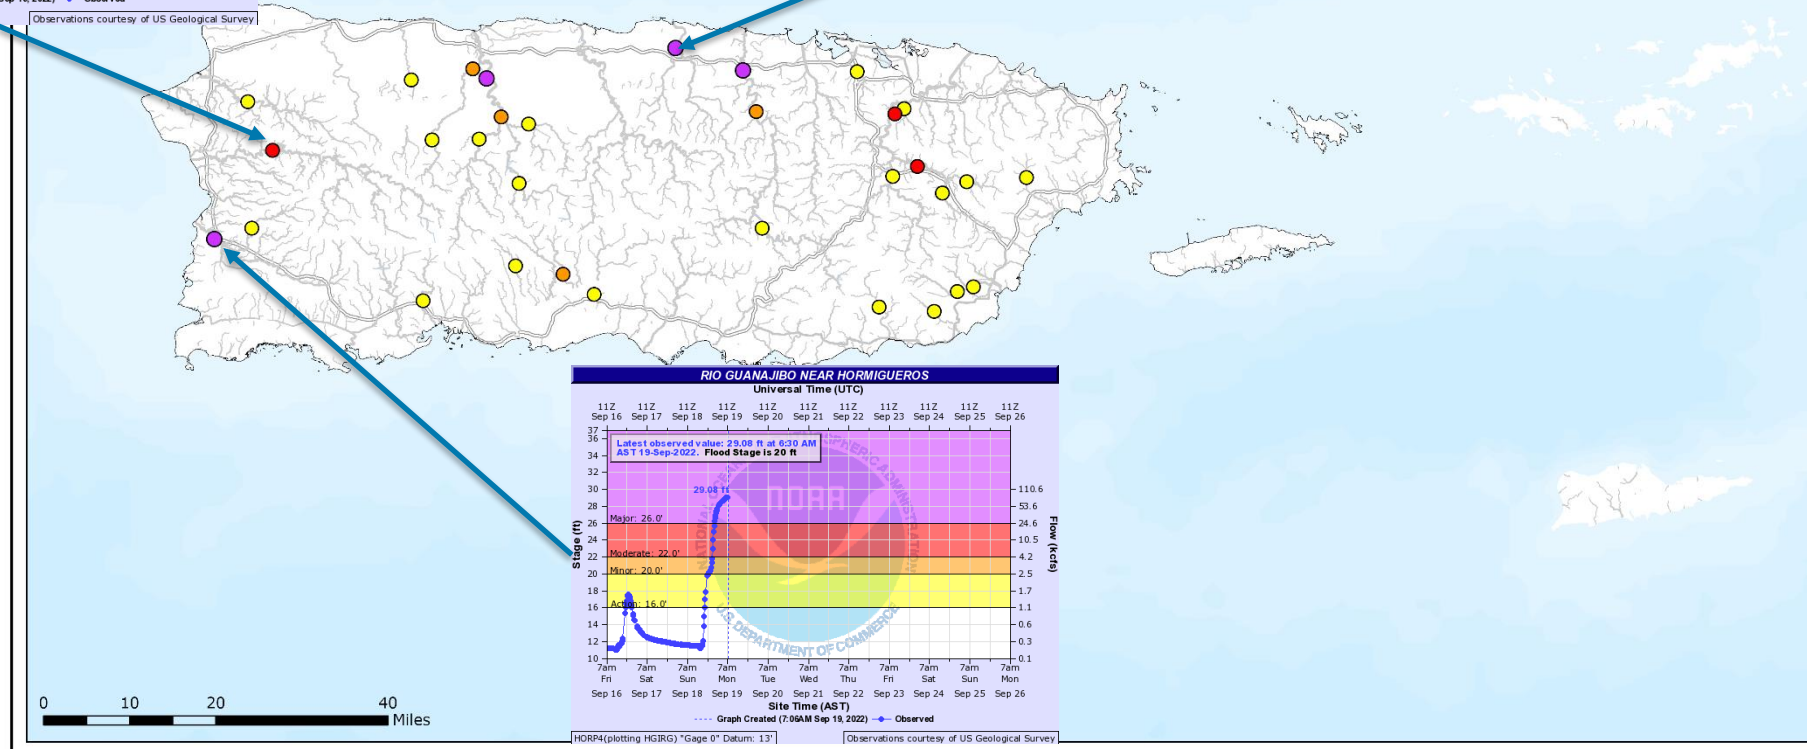 Observations courtesy of US Geological Survey
RIO GUANAJIBO NEAR HORMIGUEROS
Universal Time (UTC)
11Z 11Z 11Z 11Z 11Z 11Z 11Z 11Z 11Z 11Z 11Z
Sep 16 Sep 17 Sep 18 Sep 19 Sep 20 Sep 21 Sep 22 Sep 23 Sep 24 Sep 25 Sep 26
37
36
Latest observed value: 29.08 ft at 6:30 AM
AST 19-Sep-2022. Flood Stage is 20 ft
34
32
30 29.08 ft NOAA 110.6
28 53.6
Major: 26.0'
26 24.6
24 10.5
Moderate: 22.0'
22 4.2
Minor: 20.0'
20 2.5
18 1.7
Action: 16.0'
16 1.1
14 0.6
12 0.3
10 0.1
Stage (ft)
Flow (kcfs)
U.S. DEPARTMENT OF COMMERCE
7am 7am 7am 7am 7am 7am 7am 7am 7am 7am 7am
Fri Sat Sun Mon Tue Wed Thu Fri Sat Sun Mon
Sep 16 Sep 17 Sep 18 Sep 19 Sep 20 Sep 21 Sep 22 Sep 23 Sep 24 Sep 25 Sep 26
Site Time (AST)
Graph Created (7:06AM Sep 19, 2022) Observed
HORP4(plotting HGIRG) "Gage 0" Datum: 13'
Observations courtesy of US Geological Survey
0 10 20 40
Miles